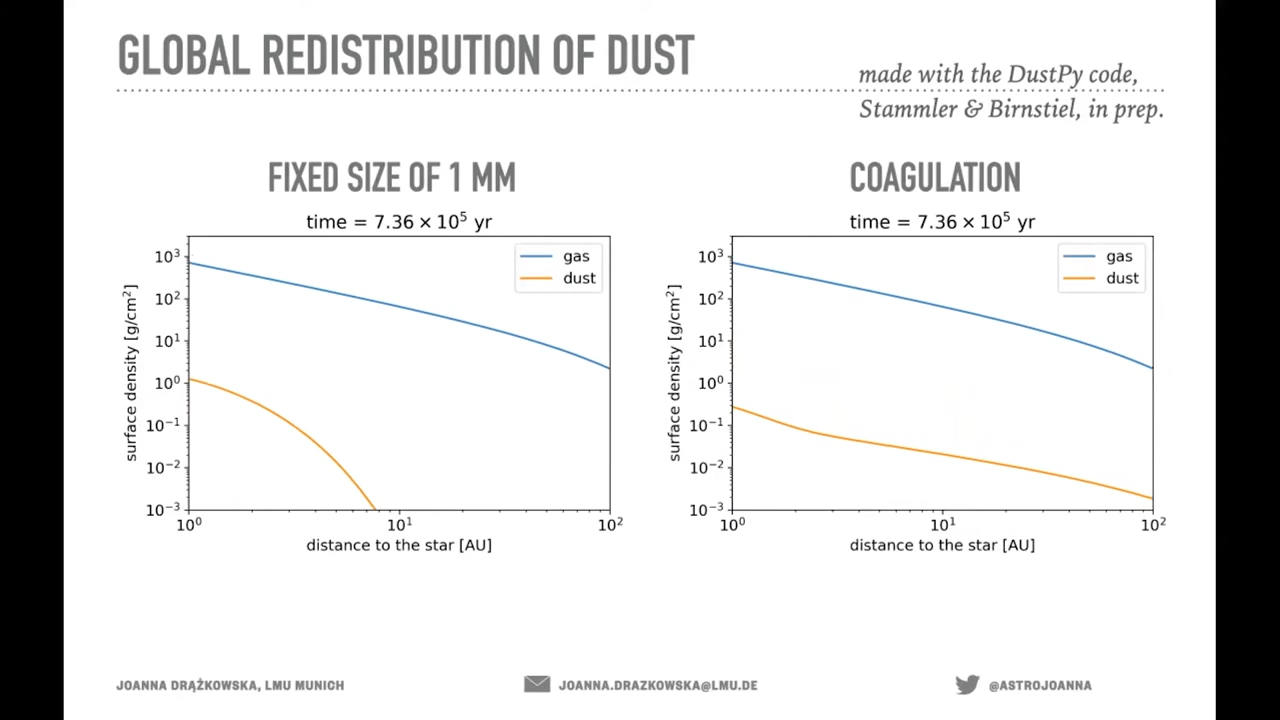 GLOBAL REDISTRIBUTION OF DUST
made with the DustPy code,
Stammler & Birnstiel, in prep.
FIXED SIZE OF 1 MM
time = 7.36 × 10⁵ yr
gas
dust
surface density [g/cm²]
10³
10²
10¹
10⁰
10⁻¹
10⁻²
10⁻³
10⁰ 10¹ 10²
distance to the star [AU]
COAGULATION
time = 7.36 × 10⁵ yr
gas
dust
surface density [g/cm²]
10³
10²
10¹
10⁰
10⁻¹
10⁻²
10⁻³
10⁰ 10¹ 10²
distance to the star [AU]
JOANNA DRĄŻKOWSKA, LMU MUNICH
JOANNA.DRAZKOWSKA@LMU.DE
@ASTROJOANNA